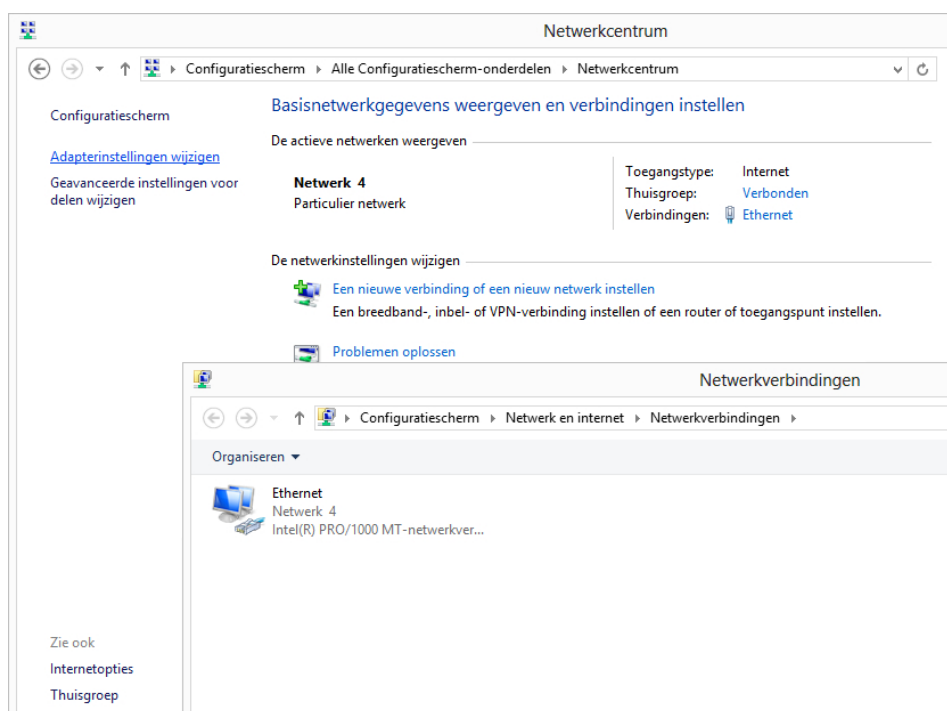 Netwerkcentrum
Configuratiescherm Alle Configuratiescherm-onderdelen Netwerkcentrum
Configuratiescherm
Adapterinstellingen wijzigen
Geavanceerde instellingen voor
delen wijzigen
Basisnetwerkgegevens weergeven en verbindingen instellen
De actieve netwerken weergeven
Netwerk 4
Particulier netwerk
Toegangstype: Internet
Thuisgroep: Verbonden
Verbindingen: Ethernet
De netwerkinstellingen wijzigen
Een nieuwe verbinding of een nieuw netwerk instellen
Een breedband-, inbel- of VPN-verbinding instellen of een router of toegangspunt instellen.
Problemen oplossen
Netwerkverbindingen
Configuratiescherm Netwerk en internet Netwerkverbindingen
Organiseren
Ethernet
Netwerk 4
Intel(R) PRO/1000 MT-netwerkver...
Zie ook
Internetopties
Thuisgroep